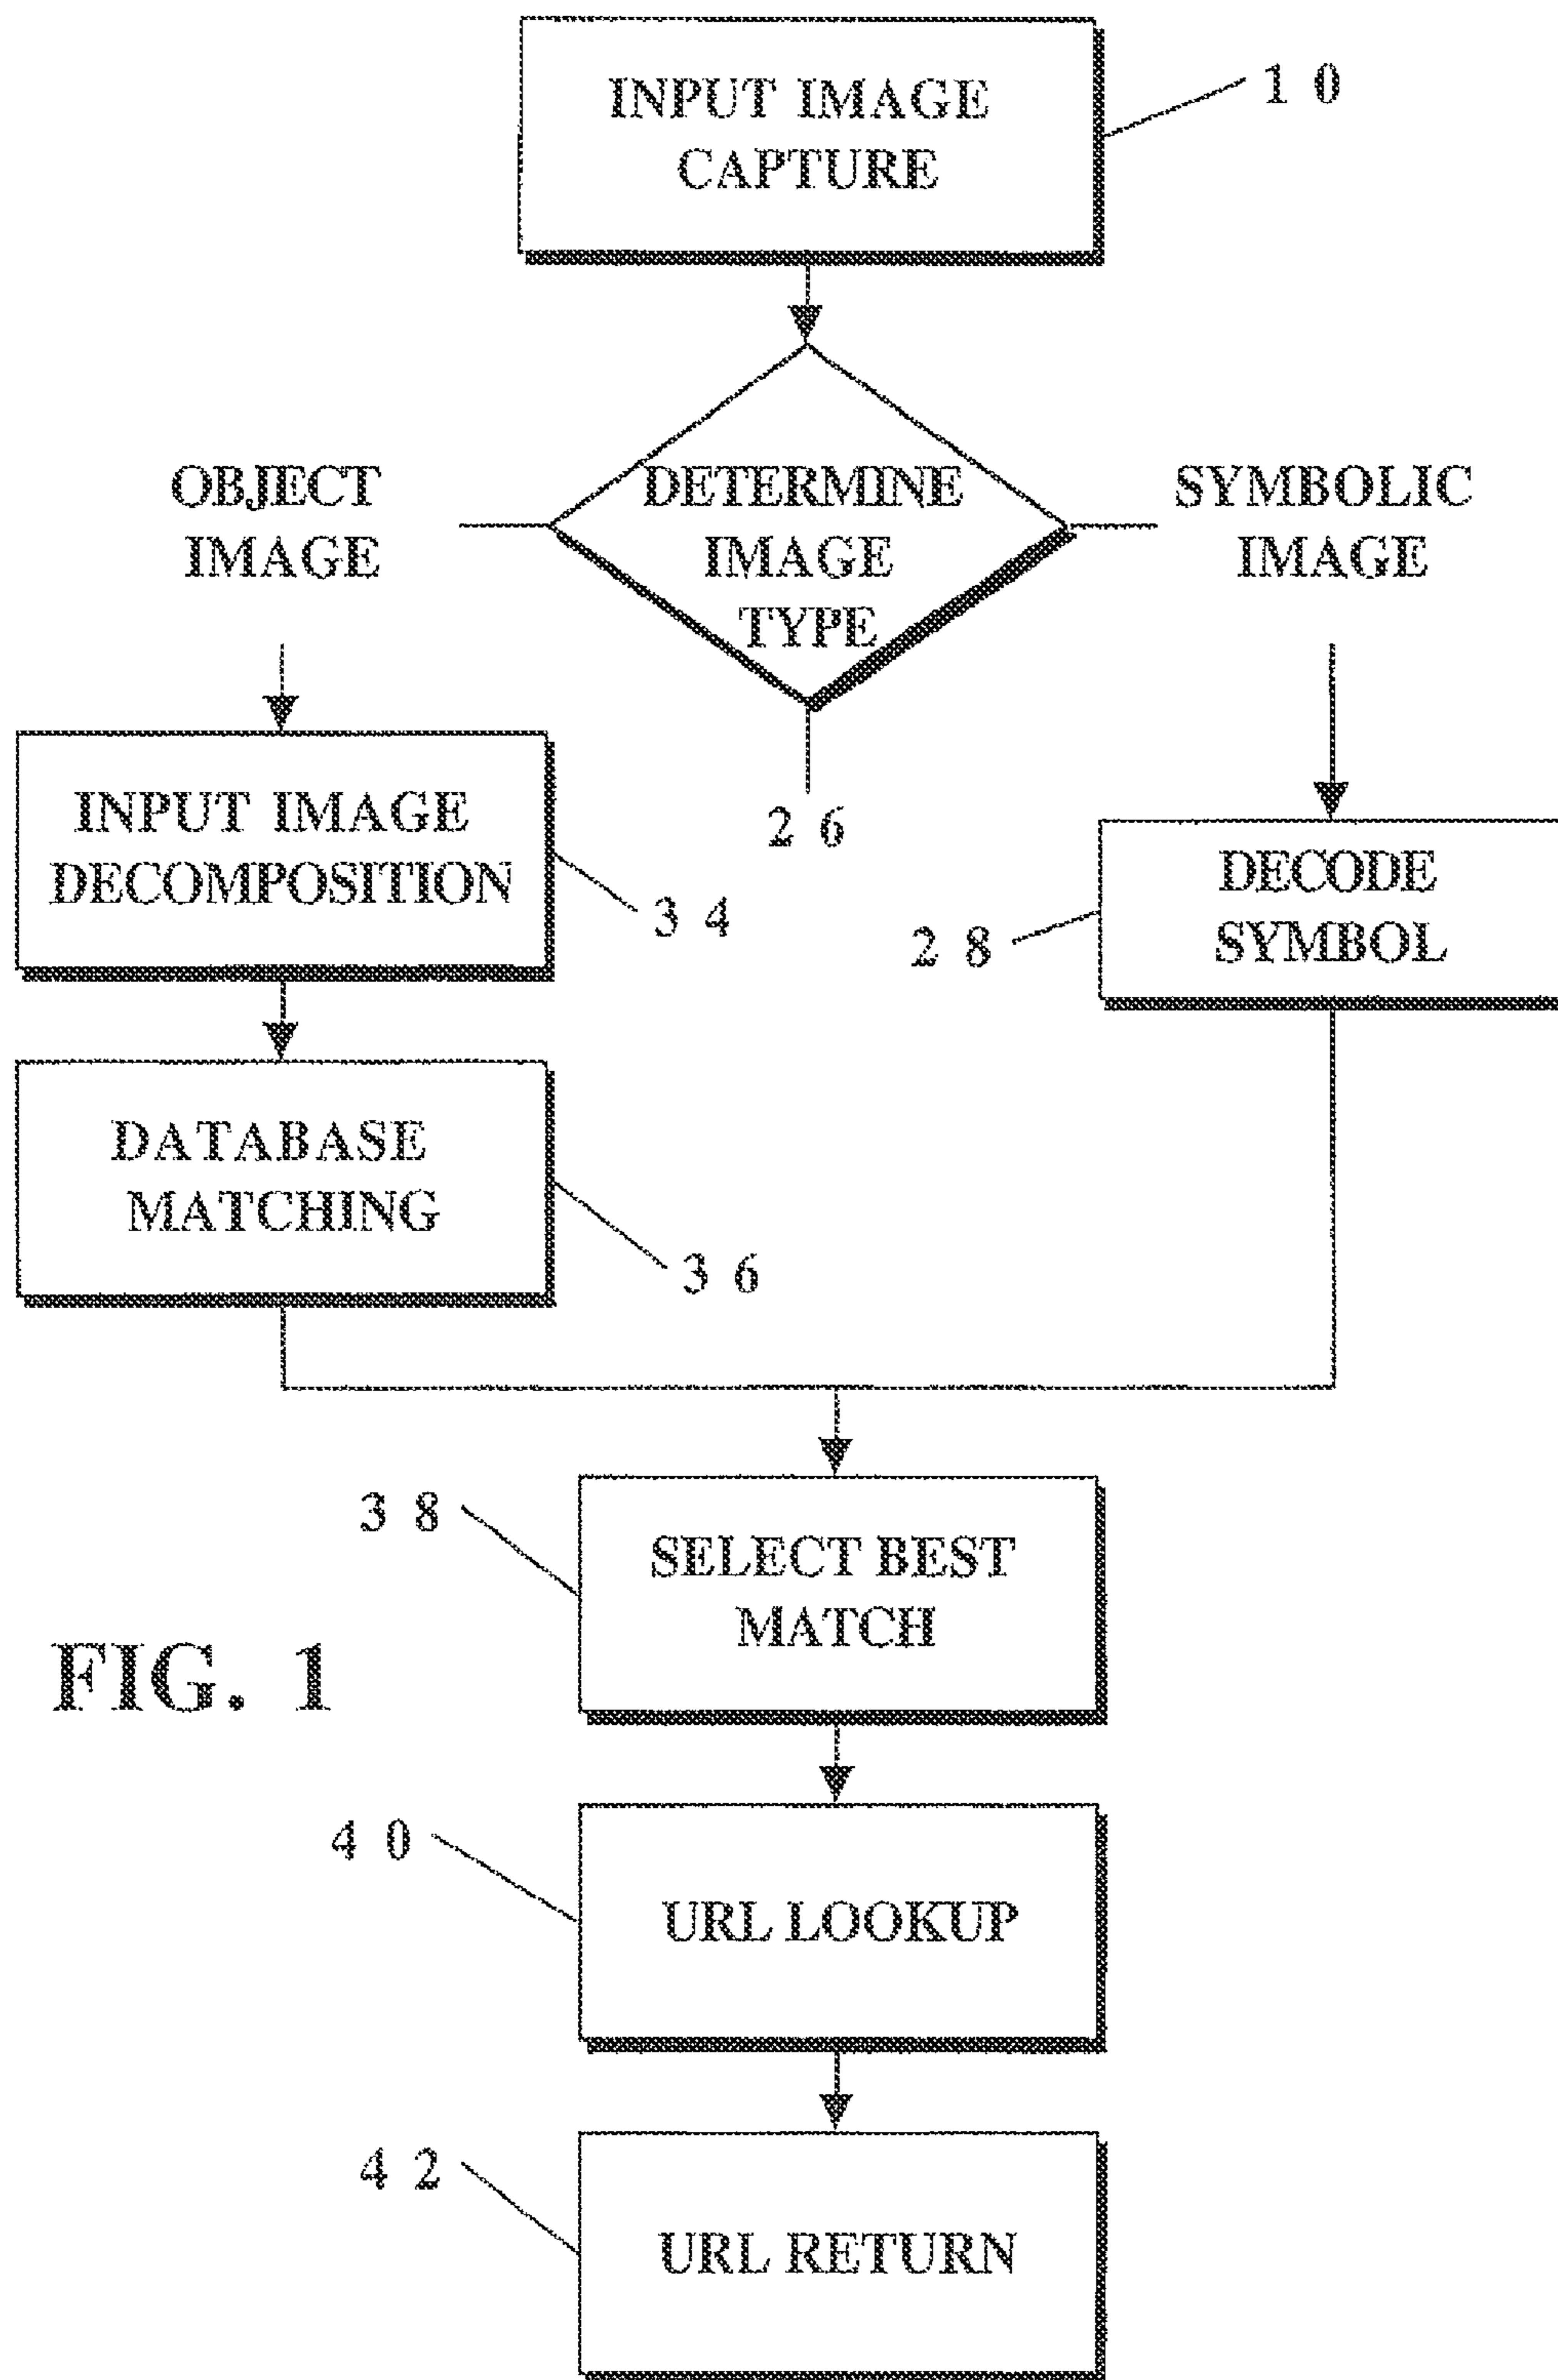 INPUT IMAGE
CAPTURE
1 0
OBJECT
IMAGE
DETERMINE
IMAGE
TYPE
SYMBOLIC
IMAGE
2 6
INPUT IMAGE
DECOMPOSITION
3 4
DECODE
SYMBOL
2 8
DATABASE
MATCHING
3 6
3 8
SELECT BEST
MATCH
FIG. 1
4 0
URL LOOKUP
4 2
URL RETURN